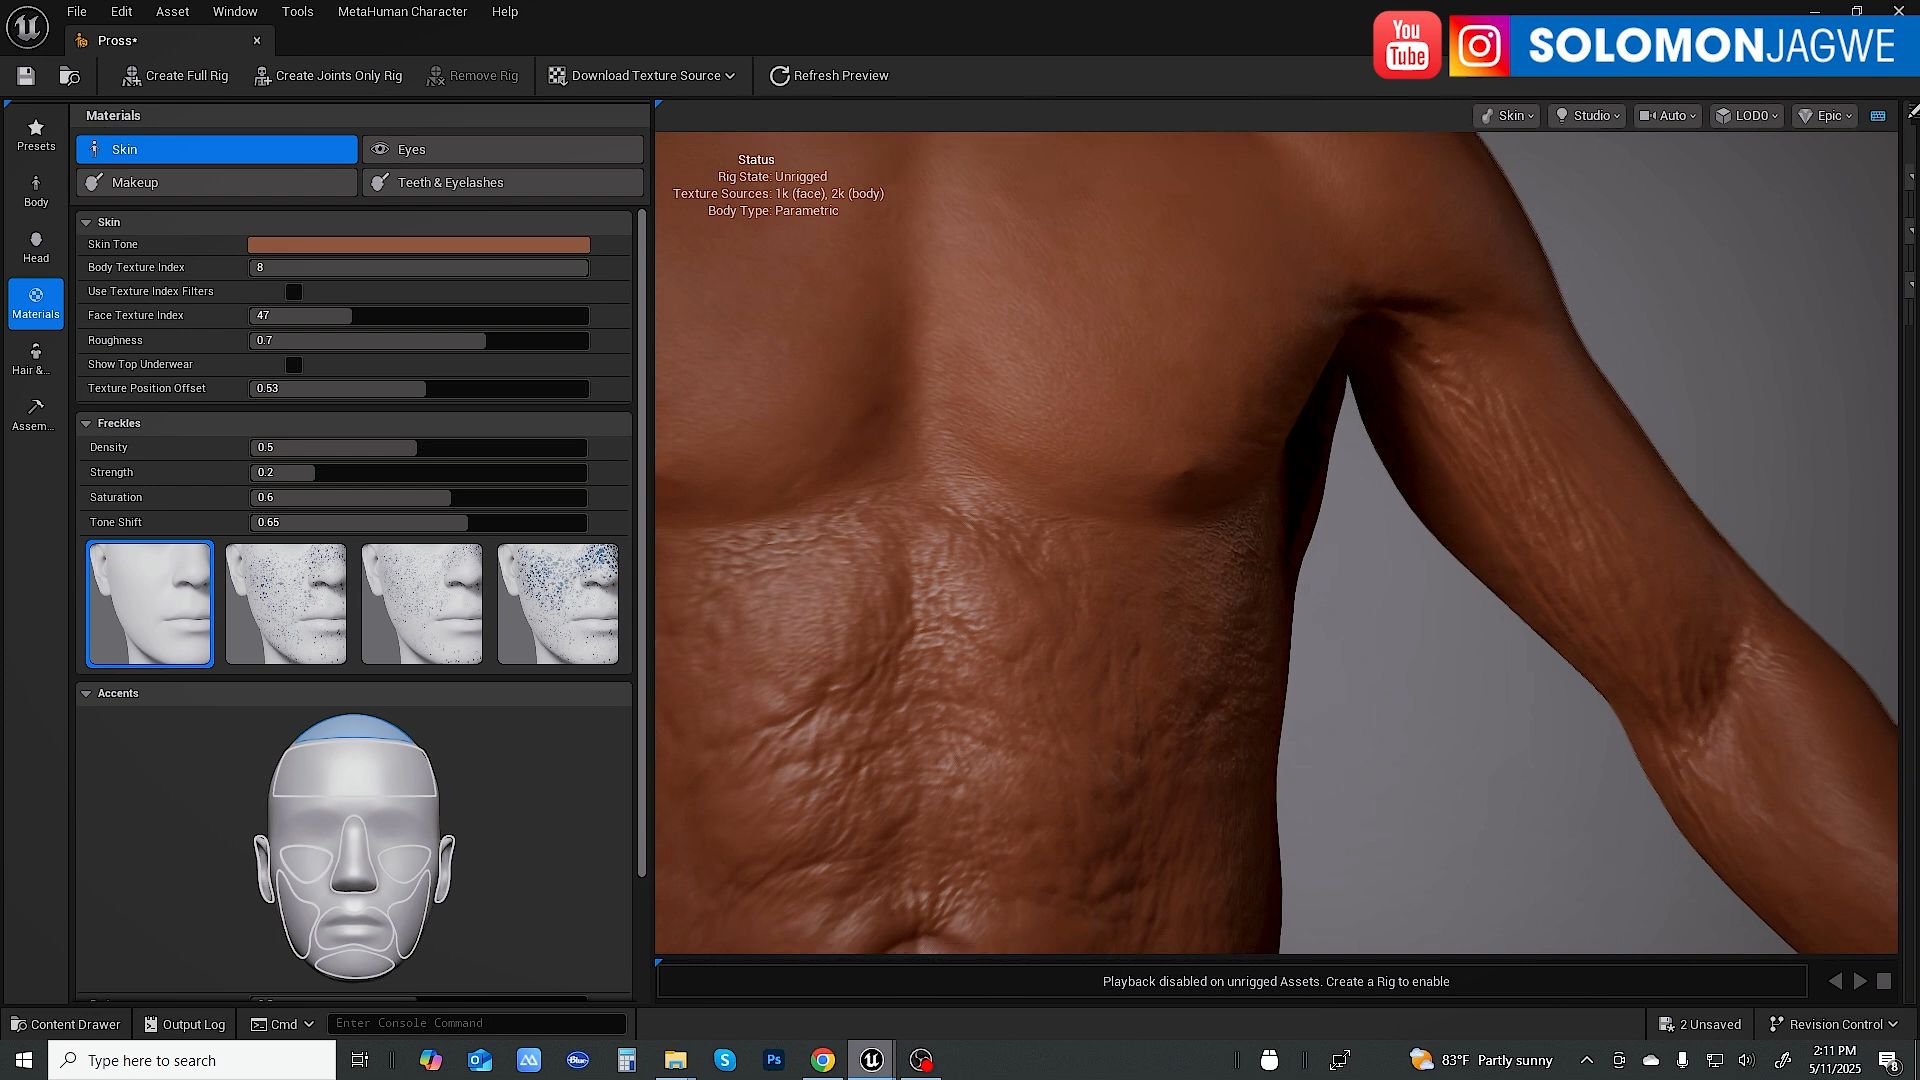 File Edit Asset Window Tools MetaHuman Character Help
Pross*
You Tube
SOLOMONJAGWE
Create Full Rig Create Joints Only Rig Remove Rig Download Texture Source Refresh Preview
Materials
Skin Studio Auto LOD0 Epic
Presets
Body
Head
Materials
Hair &...
Assem...
Skin Eyes
Makeup Teeth & Eyelashes
Skin
Skin Tone
Body Texture Index 8
Use Texture Index Filters
Face Texture Index 47
Roughness 0.7
Show Top Underwear
Texture Position Offset 0.53
Freckles
Density 0.5
Strength 0.2
Saturation 0.6
Tone Shift 0.65
Accents
Status
Rig State: Unrigged
Texture Sources: 1k (face), 2k (body)
Body Type: Parametric
Playback disabled on unrigged Assets. Create a Rig to enable
Content Drawer Output Log Cmd Enter Console Command 2 Unsaved Revision Control
Type here to search
Blue
S
Ps
83°F Partly sunny
2:11 PM
5/11/2025
8